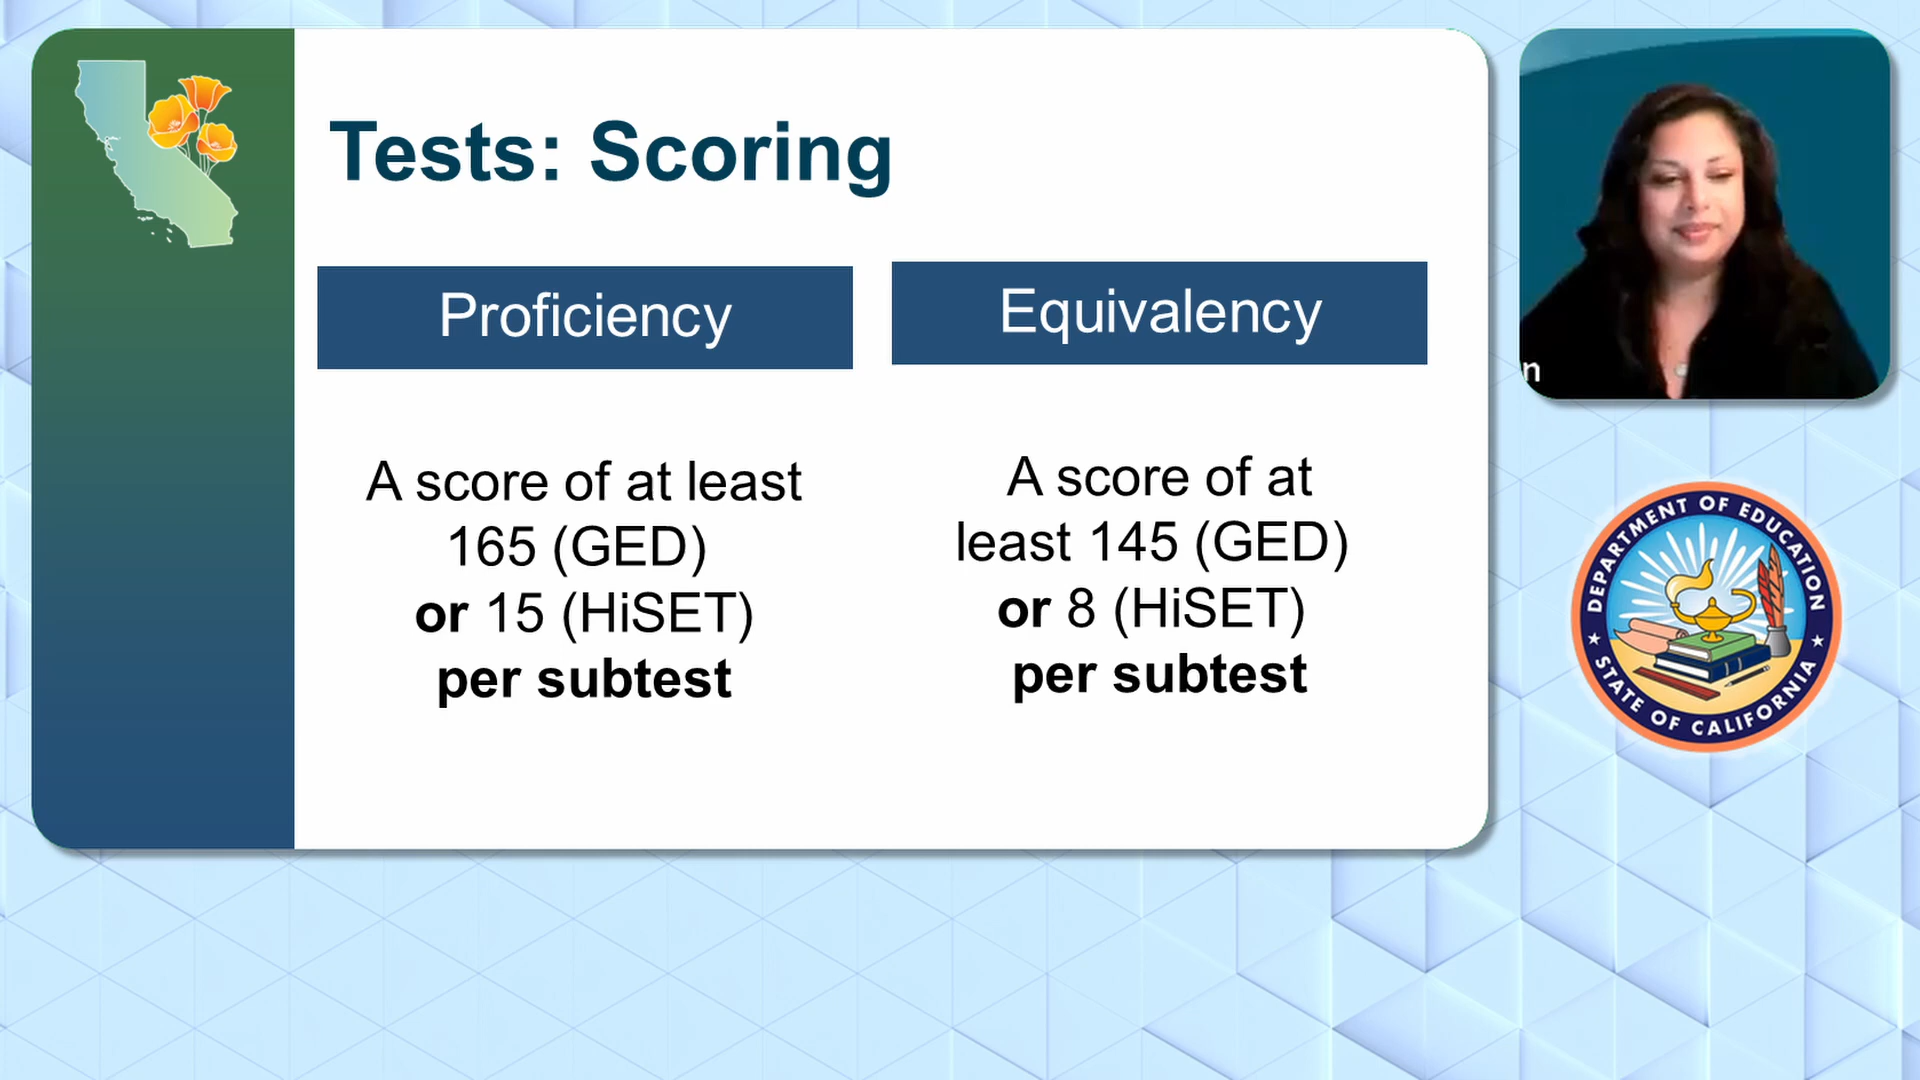 Tests: Scoring
Proficiency
A score of at least
165 (GED)
or 15 (HiSET)
per subtest
Equivalency
A score of at
least 145 (GED)
or 8 (HiSET)
per subtest
n
DEPARTMENT OF EDUCATION
STATE OF CALIFORNIA